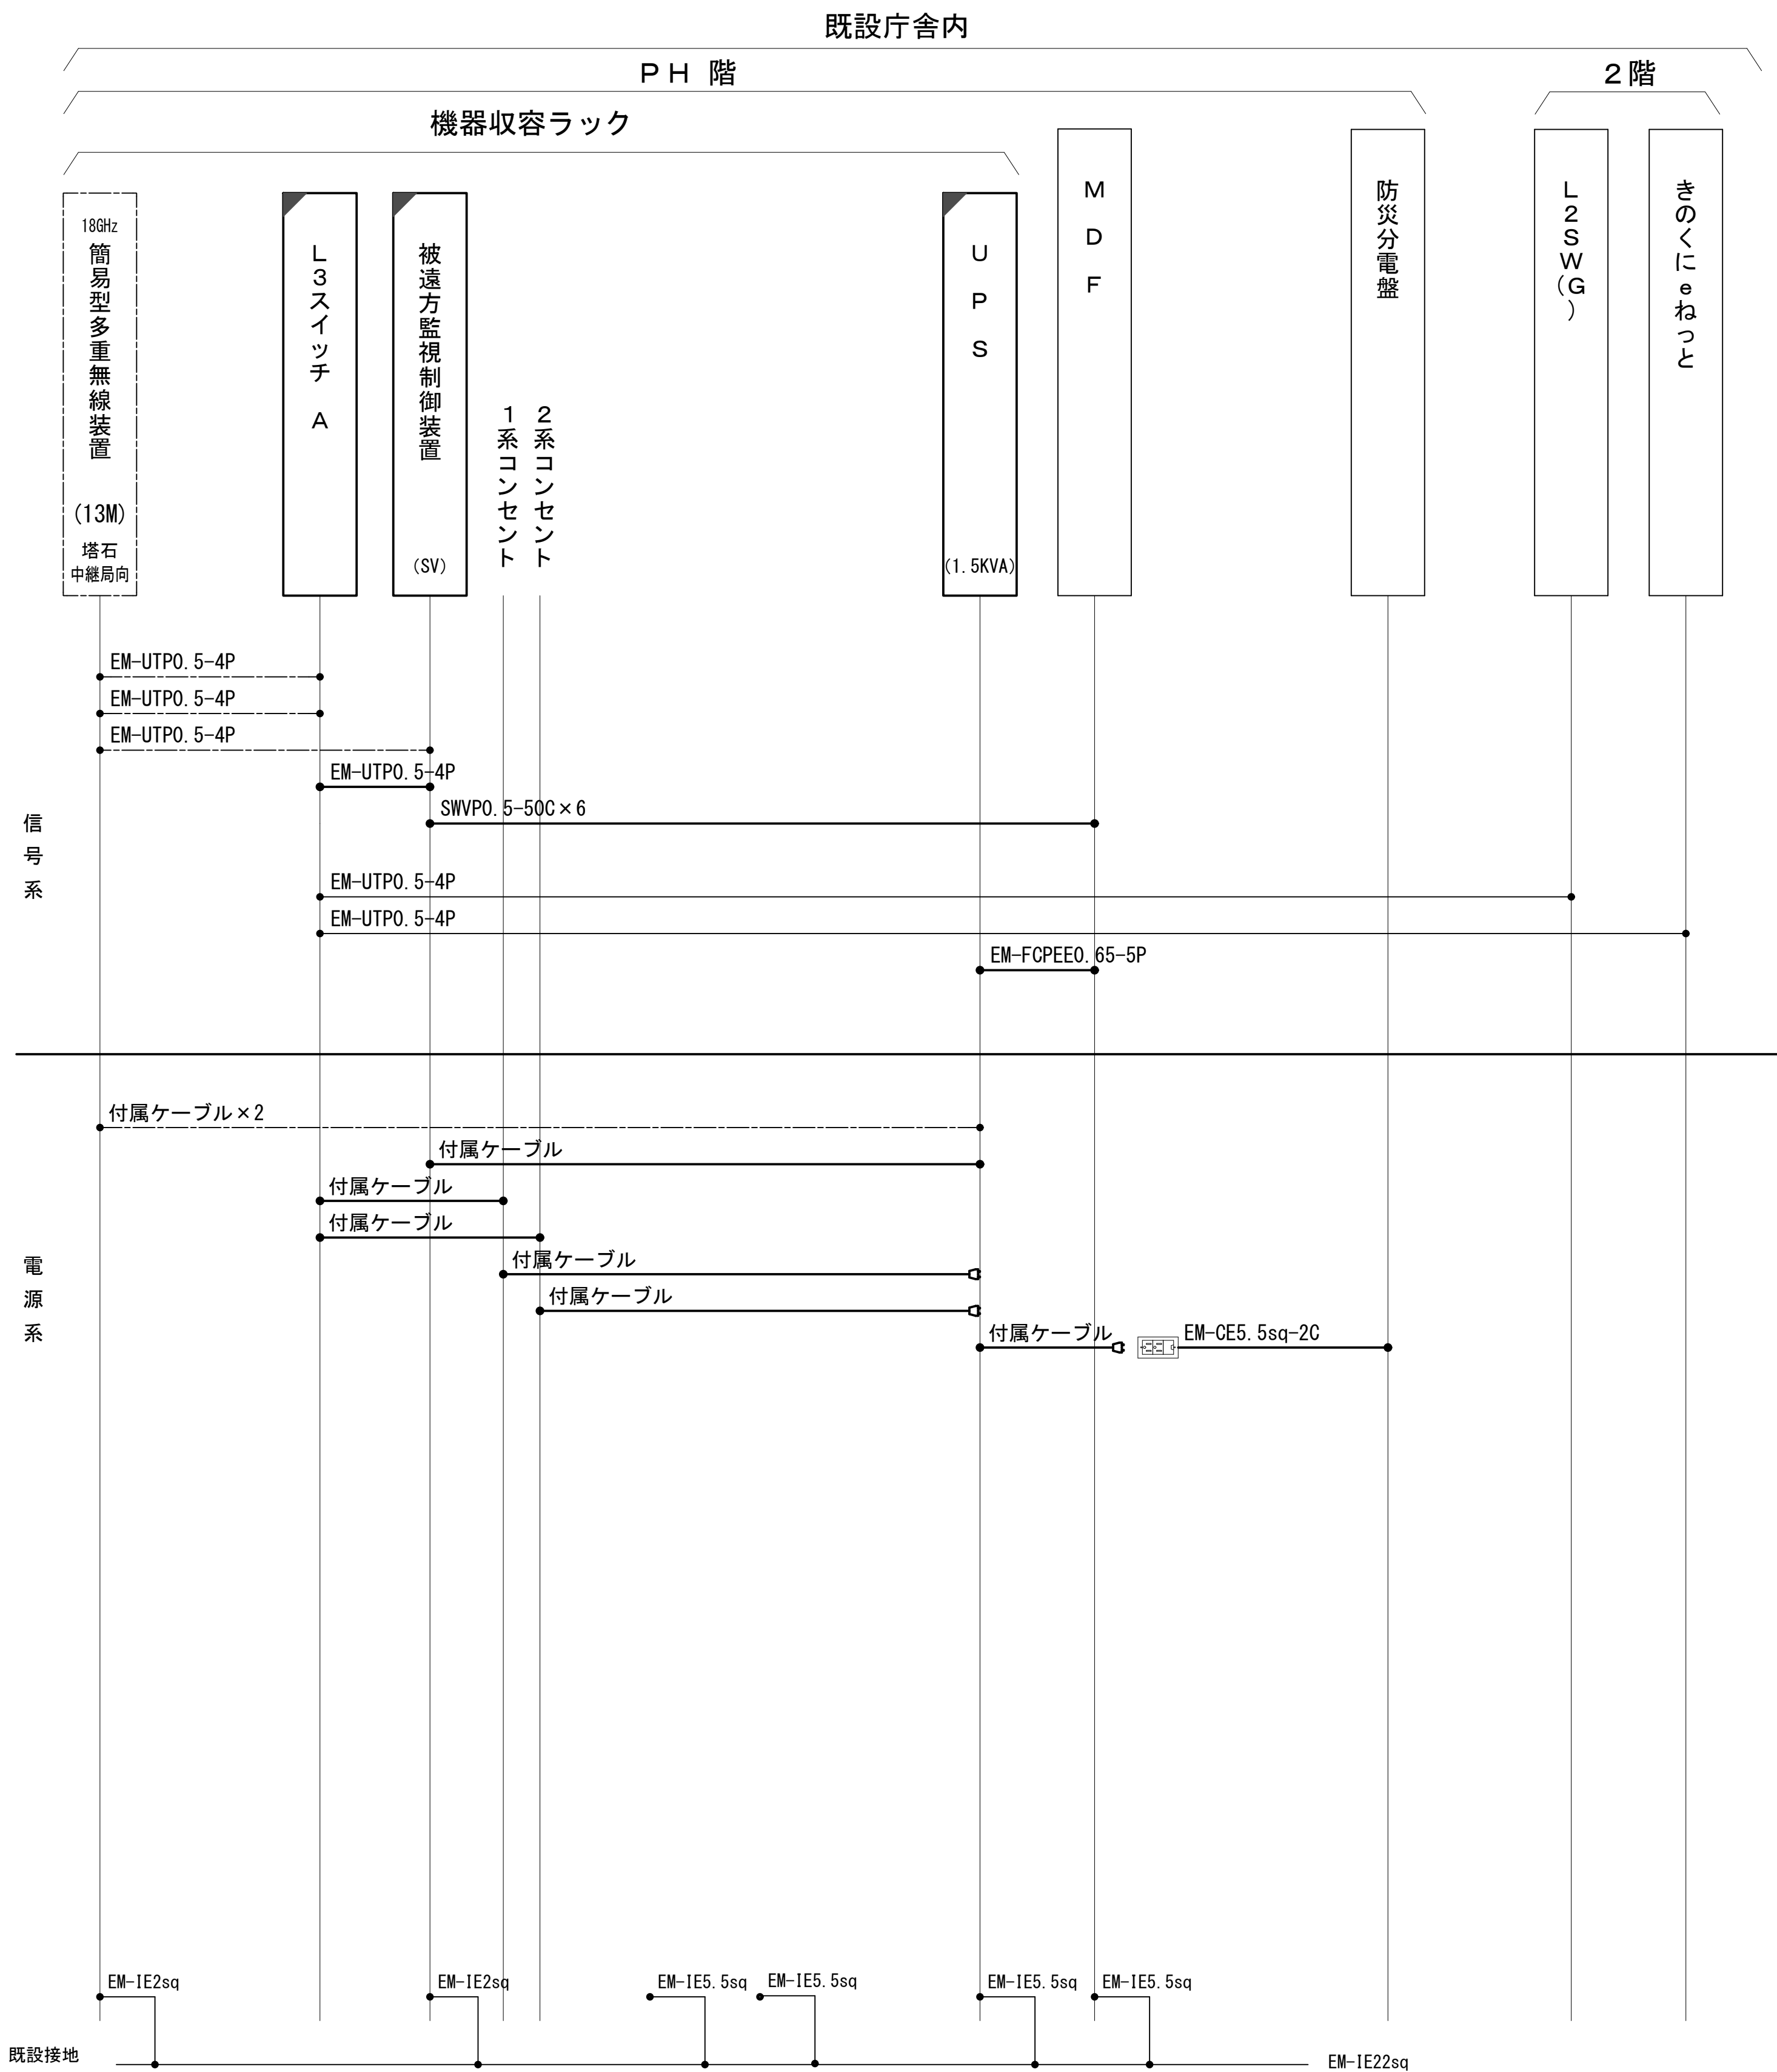 既設庁舎内
ＰＨ 階
２階
機器収容ラック
18GHz
簡易型多重無線装置
(13M)
塔石
中継局向
Ｌ３スイッチ Ａ
被遠方監視制御装置
(SV)
１系コンセント
２系コンセント
ＵＰＳ
(1.5KVA)
ＭＤＦ
防災分電盤
Ｌ２ＳＷ(Ｇ)
きのくにｅねっと
信号系
EM-UTP0.5-4P
EM-UTP0.5-4P
EM-UTP0.5-4P
EM-UTP0.5-4P
SWVP0.5-50C×6
EM-UTP0.5-4P
EM-UTP0.5-4P
EM-FCPEE0.65-5P
電源系
付属ケーブル×2
付属ケーブル
付属ケーブル
付属ケーブル
付属ケーブル
付属ケーブル
付属ケーブル
EM-CE5.5sq-2C
EM-IE2sq
EM-IE2sq
EM-IE5.5sq
EM-IE5.5sq
EM-IE5.5sq
EM-IE5.5sq
既設接地
EM-IE22sq